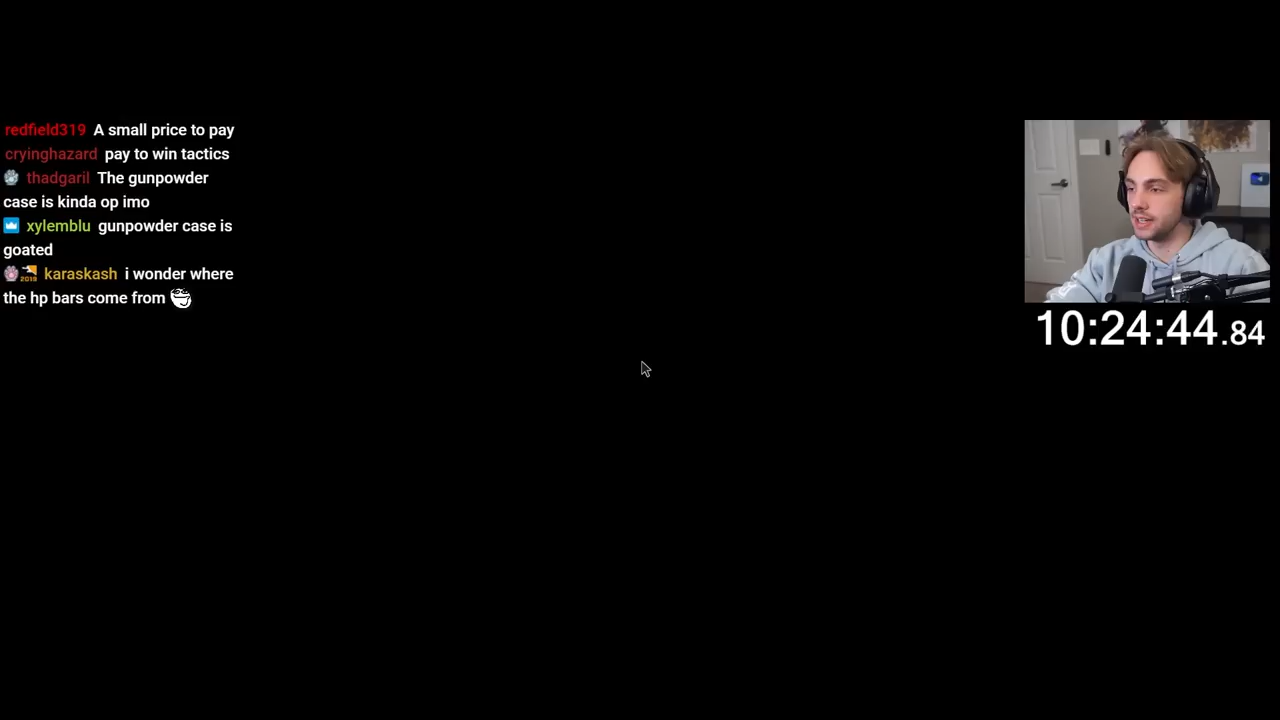 redfield319 A small price to pay
cryinghazard pay to win tactics
thadgaril The gunpowder
case is kinda op imo
xylemblu gunpowder case is
goated
karaskash i wonder where
the hp bars come from
10:24:44.84